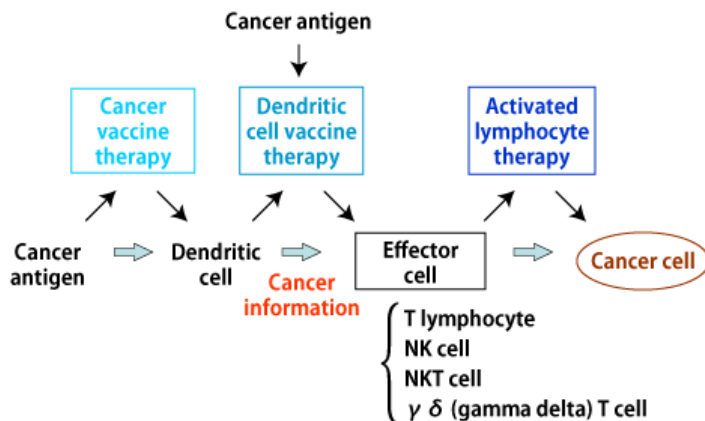 Cancer antigen
Cancer
vaccine
therapy
Dendritic
cell vaccine
therapy
Activated
lymphocyte
therapy
Cancer
antigen
Dendritic
cell
Cancer
information
Effector
cell
Cancer cell
T lymphocyte
NK cell
NKT cell
γ δ (gamma delta) T cell